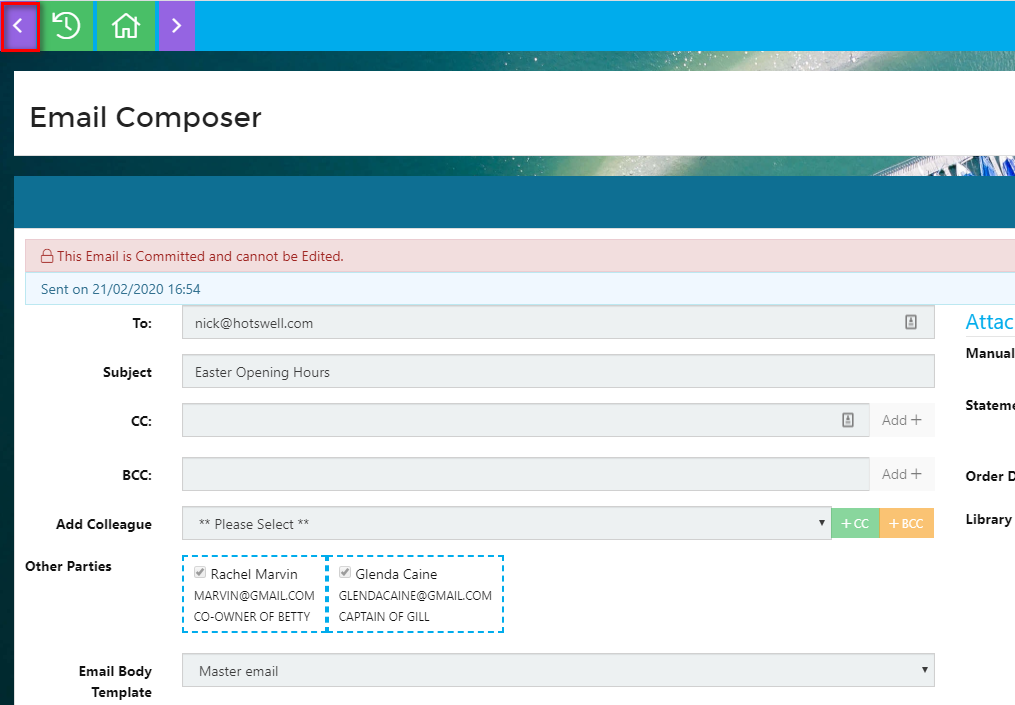 Email Composer
This Email is Committed and cannot be Edited.
Sent on 21/02/2020 16:54
To:
nick@hotswell.com
Attac
Manual
Subject
Easter Opening Hours
Stateme
CC:
Add +
BCC:
Add +
Order D
Add Colleague
** Please Select **
+ CC
+ BCC
Library
Other Parties
Rachel Marvin
MARVIN@GMAIL.COM
CO-OWNER OF BETTY
Glenda Caine
GLENDACAINE@GMAIL.COM
CAPTAIN OF GILL
Email Body
Template
Master email